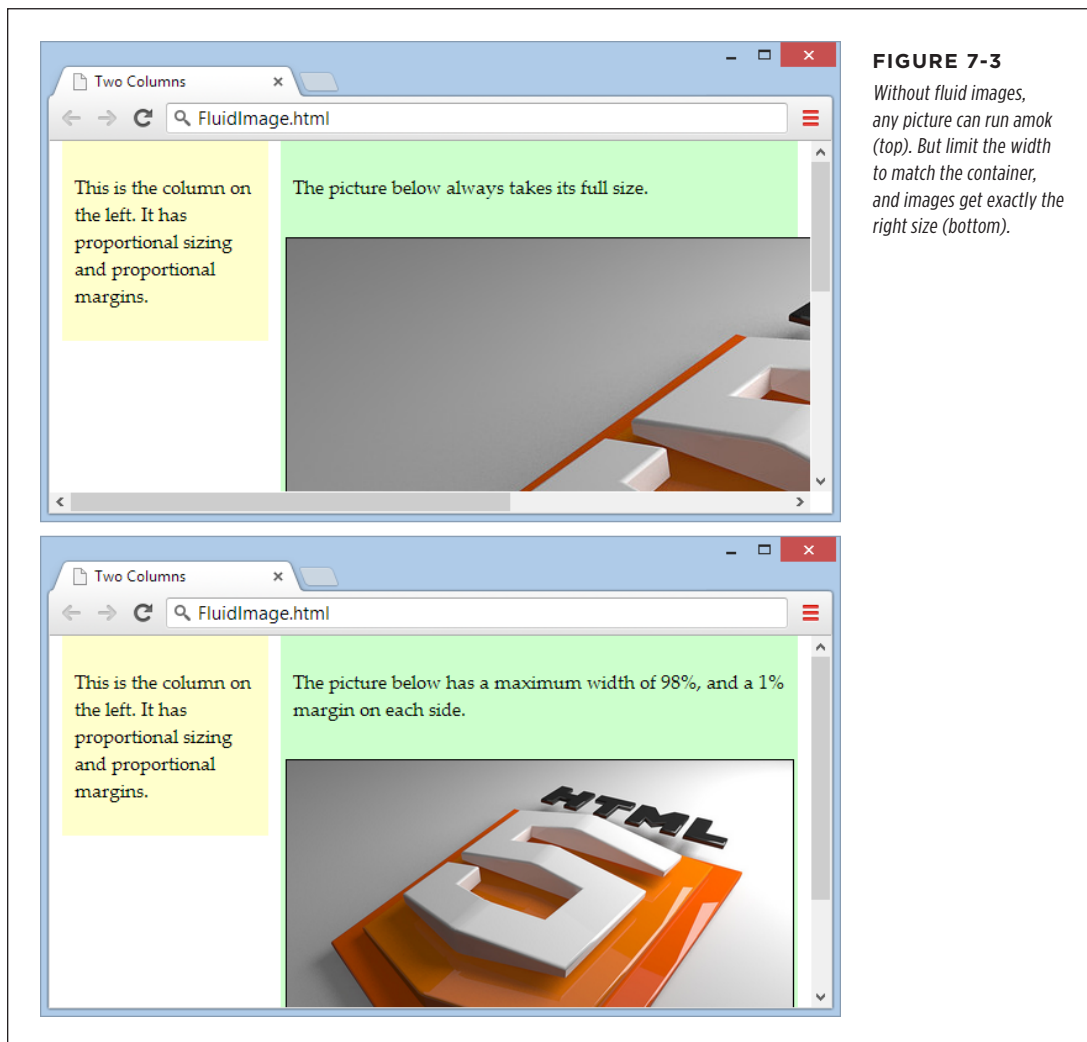 Two Columns
FluidImage.html
This is the column on
the left. It has
proportional sizing
and proportional
margins.
The picture below always takes its full size.
FIGURE 7-3
Without fluid images,
any picture can run amok
(top). But limit the width
to match the container,
and images get exactly the
right size (bottom).
Two Columns
FluidImage.html
This is the column on
the left. It has
proportional sizing
and proportional
margins.
The picture below has a maximum width of 98%, and a 1%
margin on each side.
HTML
5